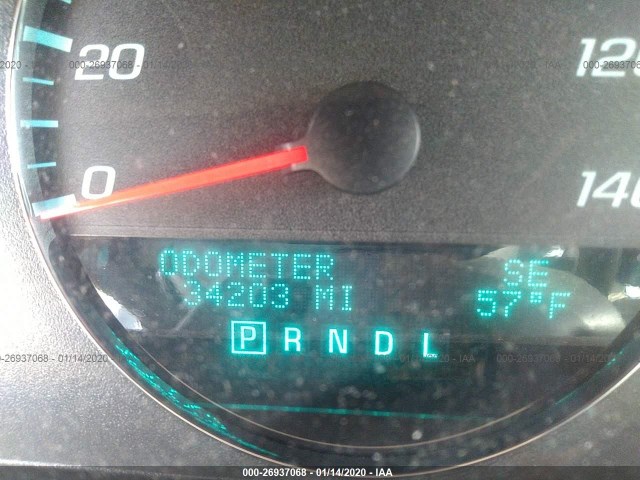 20
120
0
140
ODOMETER SE
34203 MI 57°F
P R N D L
000-26937068 - 01/14/2020 - IAA